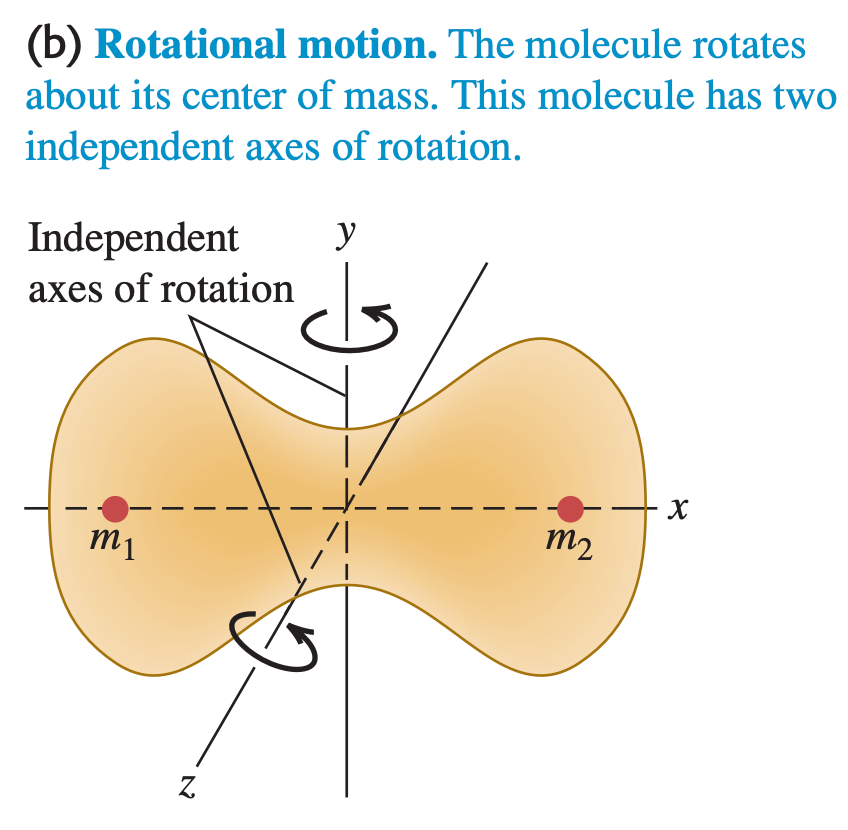 (b) Rotational motion. The molecule rotates
about its center of mass. This molecule has two
independent axes of rotation.
Independent
axes of rotation
y
x
m₁
m₂
z